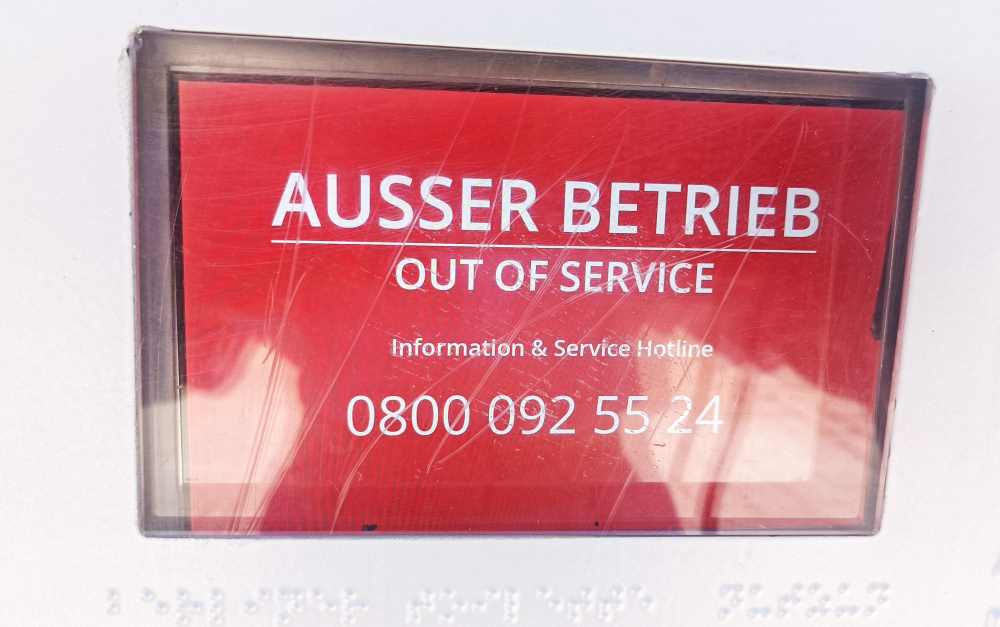 AUSSER BETRIEB
OUT OF SERVICE
Information & Service Hotline
0800 092 55 24